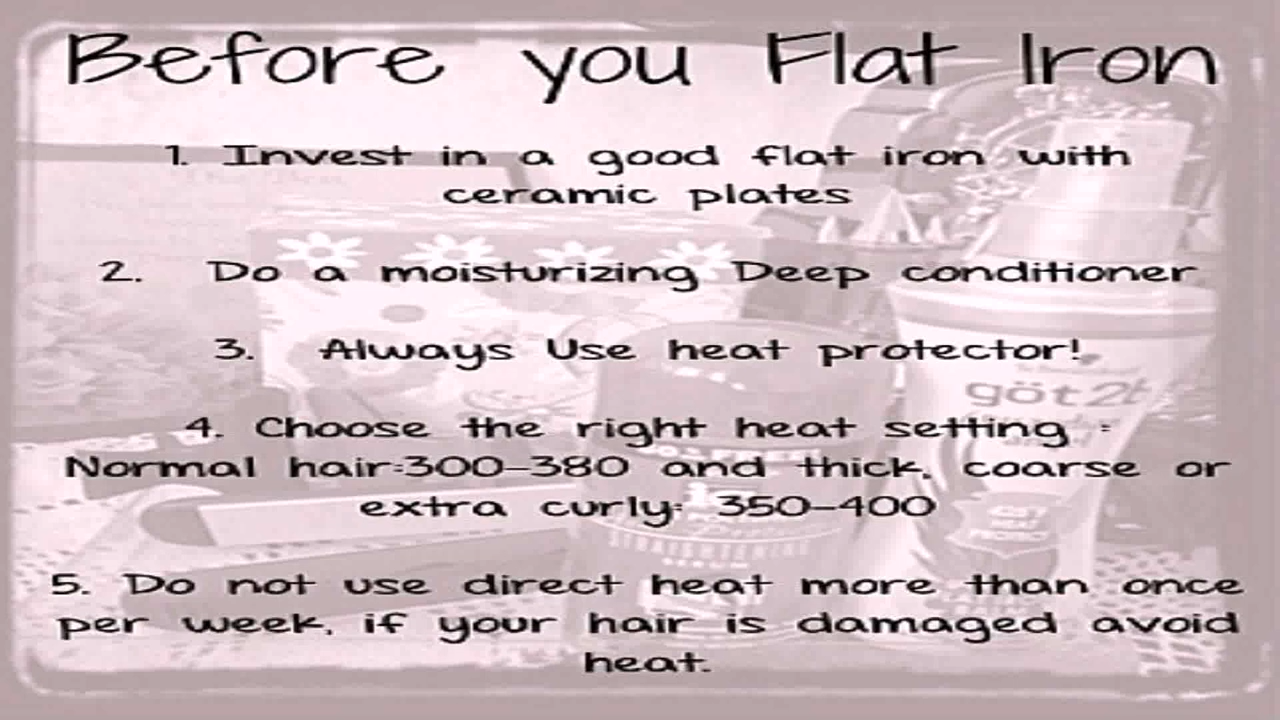 Before you Flat Iron
1. Invest in a good flat iron with
ceramic plates
2. Do a moisturizing Deep conditioner
3. Always Use heat protector!
4. Choose the right heat setting :
Normal hair:300-380 and thick, coarse or
extra curly: 350-400
5. Do not use direct heat more than once
per week, if your hair is damaged avoid
heat.
göt2b
STRAIGHTENING
SERUM